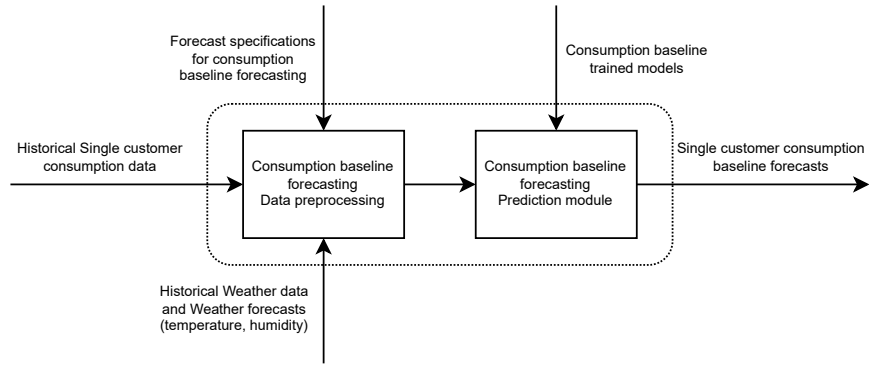 Forecast specifications
for consumption
baseline forecasting
Consumption baseline
trained models
Historical Single customer
consumption data
Consumption baseline
forecasting
Data preprocessing
Consumption baseline
forecasting
Prediction module
Single customer consumption
baseline forecasts
Historical Weather data
and Weather forecasts
(temperature, humidity)